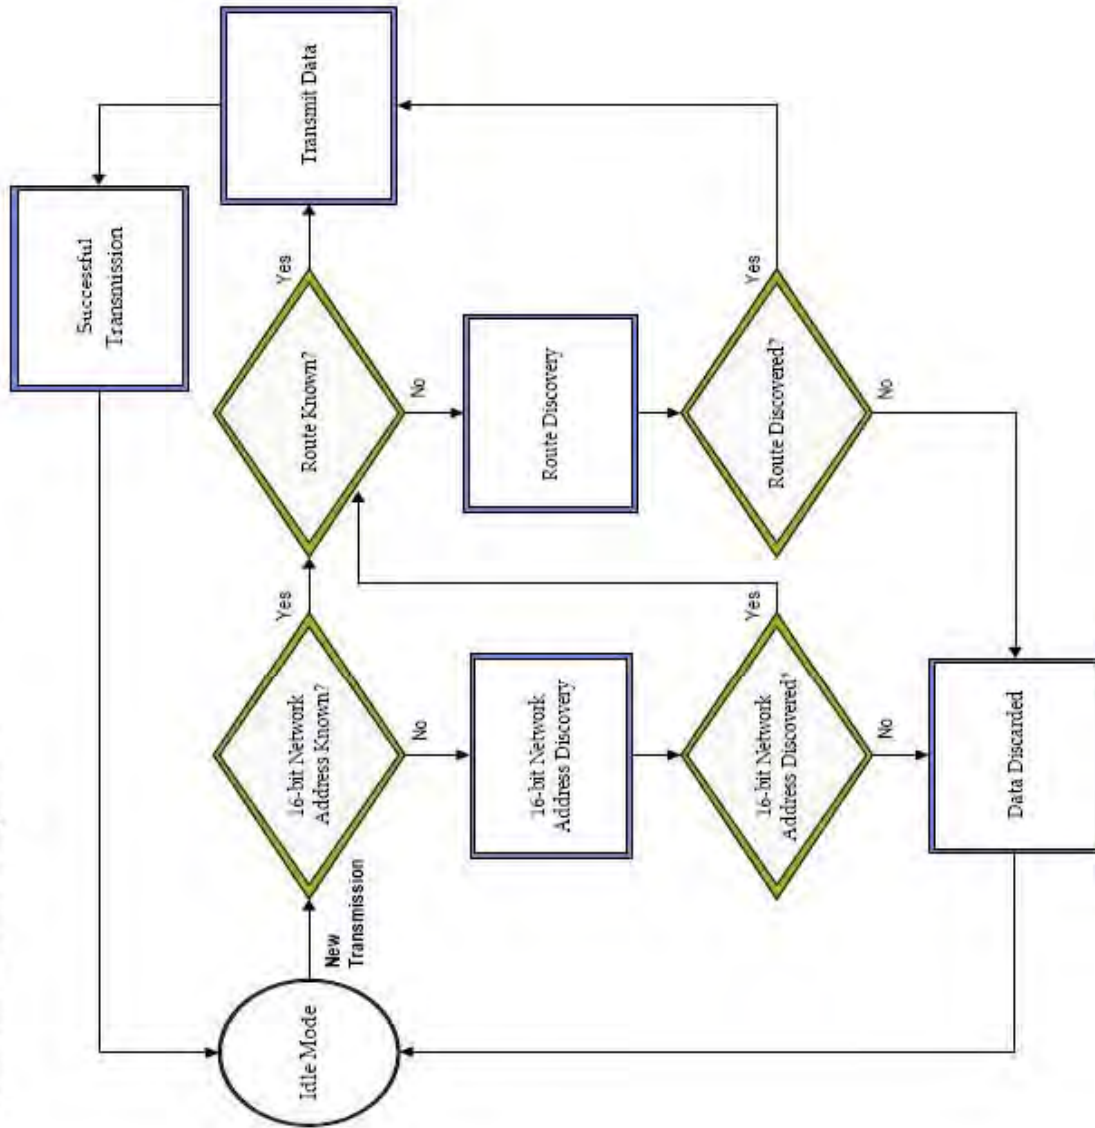 Successful
Transmission
Idle Mode
New
Transmission
16-bit Network
Address Known?
Yes
Route Known?
Yes
Transmit Data
No
No
16-bit Network
Address Discovery
Route Discovery
16-bit Network
Address Discovered?
Yes
Route Discovered?
Yes
No
No
Data Discarded